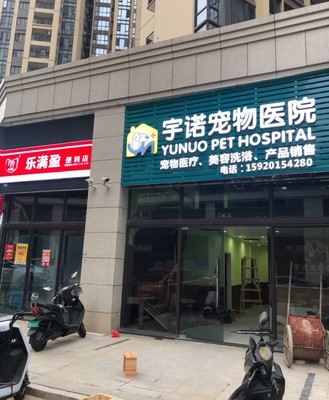 宇诺宠物医院
YUNUO PET HOSPITAL
宠物医疗、美容洗浴、产品销售
电话:15920154280
乐满盈 便利店